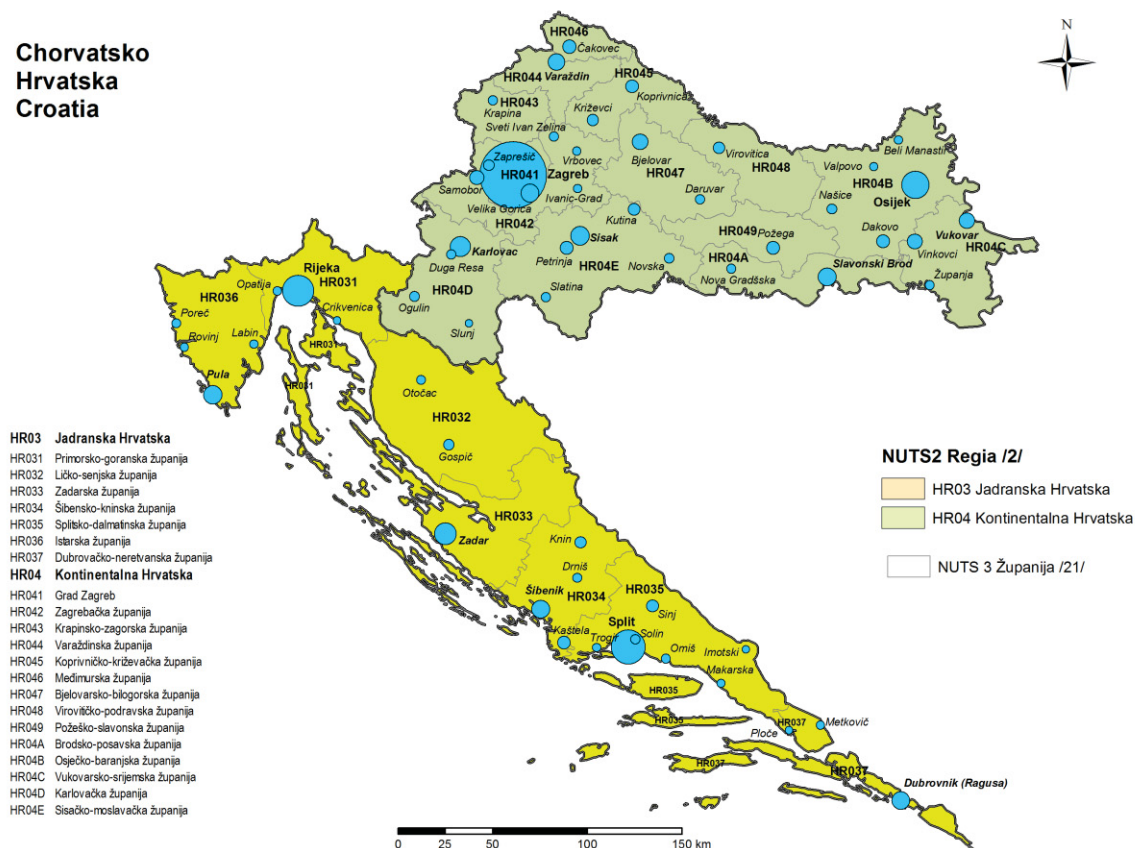 Chorvatsko
Hrvatska
Croatia
N
HR046
Čakovec
HR044
Varaždin
HR045
Koprivnica
HR043
Krapina
Križevci
Sveti Ivan Zelina
Zaprešić
Vrbovec
Bjelovar
Virovitica
HR048
HR041
Zagreb
HR047
Samobor
Ivanic-Grad
Daruvar
Velika Gorica
Kutina
HR042
Beli Manastir
Valpovo
HR04B
Našice
Osijek
Vukovar
HR04C
Dakovo
Vinkovci
Županja
HR049
Požega
Slavonski Brod
HR04A
Nova Gradšska
Karlovac
Sisak
Duga Resa
Petrinja
HR04E
Novska
HR04D
Slatina
Ogulin
Slunj
Rijeka
HR031
HR036
Opatija
Poreč
Crikvenica
Rovinj
Labin
HR031
Pula
HR031
Otočac
HR032
Gospič
HR033
Zadar
Knin
Drniš
Šibenik
HR034
HR035
Sinj
Split
Kaštela
Trogir
Solin
Omiš
Imotski
Makarska
HR035
HR035
HR037
Metkovič
Ploče
HR037
HR037
Dubrovnik (Ragusa)
HR03 Jadranska Hrvatska
HR031 Primorsko-goranska županija
HR032 Ličko-senjska županija
HR033 Zadarska županija
HR034 Šibensko-kninska županija
HR035 Splitsko-dalmatinska županija
HR036 Istarska županija
HR037 Dubrovačko-neretvanska županija
HR04 Kontinentalna Hrvatska
HR041 Grad Zagreb
HR042 Zagrebačka županija
HR043 Krapinsko-zagorska županija
HR044 Varaždinska županija
HR045 Koprivničko-križevačka županija
HR046 Međimurska županija
HR047 Bjelovarsko-bilogorska županija
HR048 Virovitičko-podravska županija
HR049 Požeško-slavonska županija
HR04A Brodsko-posavska županija
HR04B Osječko-baranjska županija
HR04C Vukovarsko-srijemska županija
HR04D Karlovačka županija
HR04E Sisačko-moslavačka županija
NUTS2 Regia /2/
HR03 Jadranska Hrvatska
HR04 Kontinentalna Hrvatska
NUTS 3 Županija /21/
0 25 50 100 150 km